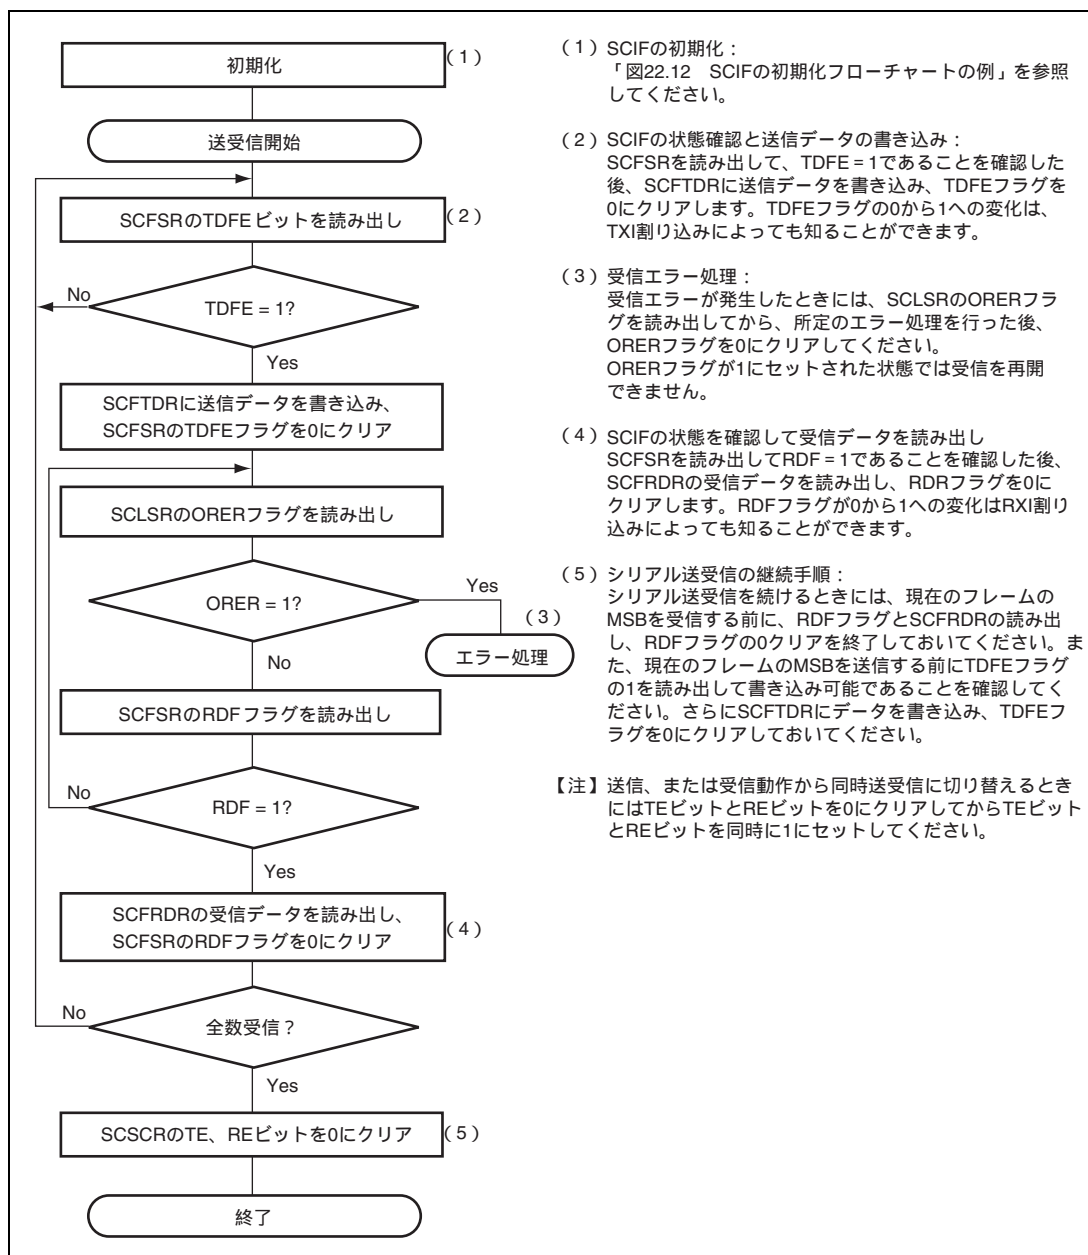 初期化
(1)
送受信開始
SCFSRのTDFEビットを読み出し
(2)
TDFE = 1?
No
Yes
SCFTDRに送信データを書き込み、
SCFSRのTDFEフラグを0にクリア
SCLSRのORERフラグを読み出し
ORER = 1?
Yes
(3)
エラー処理
No
SCFSRのRDFフラグを読み出し
RDF = 1?
No
Yes
SCFRDRの受信データを読み出し、
SCFSRのRDFフラグを0にクリア
(4)
全数受信?
No
Yes
SCSCRのTE、REビットを0にクリア
(5)
終了
(1)SCIFの初期化:
「図22.12 SCIFの初期化フローチャートの例」を参照
してください。
(2)SCIFの状態確認と送信データの書き込み:
SCFSRを読み出して、TDFE = 1であることを確認した
後、SCFTDRに送信データを書き込み、TDFEフラグを
0にクリアします。TDFEフラグの0から1への変化は、
TXI割り込みによっても知ることができます。
(3)受信エラー処理:
受信エラーが発生したときには、SCLSRのORERフラ
グを読み出してから、所定のエラー処理を行った後、
ORERフラグを0にクリアしてください。
ORERフラグが1にセットされた状態では受信を再開
できません。
(4)SCIFの状態を確認して受信データを読み出し
SCFSRを読み出してRDF = 1であることを確認した後、
SCFRDRの受信データを読み出し、RDRフラグを0に
クリアします。RDFフラグが0から1への変化はRXI割り
込みによっても知ることができます。
(5)シリアル送受信の継続手順:
シリアル送受信を続けるときには、現在のフレームの
MSBを受信する前に、RDFフラグとSCFRDRの読み出
し、RDFフラグの0クリアを終了しておいてください。ま
た、現在のフレームのMSBを送信する前にTDFEフラグ
の1を読み出して書き込み可能であることを確認してく
ださい。さらにSCFTDRにデータを書き込み、TDFEフ
ラグを0にクリアしておいてください。
【注】送信、または受信動作から同時送受信に切り替えるとき
にはTEビットとREビットを0にクリアしてからTEビット
とREビットを同時に1にセットしてください。